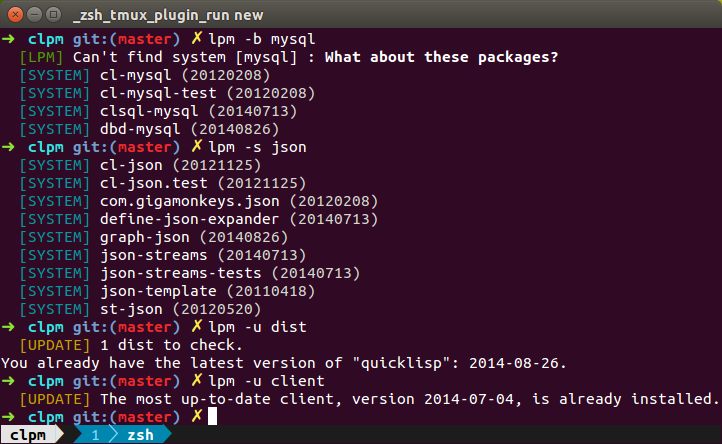 _zsh_tmux_plugin_run new
➜ clpm git:(master) ✗ lpm -b mysql
[LPM] Can't find system [mysql] : What about these packages?
[SYSTEM] cl-mysql (20120208)
[SYSTEM] cl-mysql-test (20120208)
[SYSTEM] clsql-mysql (20140713)
[SYSTEM] dbd-mysql (20140826)
➜ clpm git:(master) ✗ lpm -s json
[SYSTEM] cl-json (20121125)
[SYSTEM] cl-json.test (20121125)
[SYSTEM] com.gigamonkeys.json (20120208)
[SYSTEM] define-json-expander (20140713)
[SYSTEM] graph-json (20140826)
[SYSTEM] json-streams (20140713)
[SYSTEM] json-streams-tests (20140713)
[SYSTEM] json-template (20110418)
[SYSTEM] st-json (20120520)
➜ clpm git:(master) ✗ lpm -u dist
[UPDATE] 1 dist to check.
You already have the latest version of "quicklisp": 2014-08-26.
➜ clpm git:(master) ✗ lpm -u client
[UPDATE] The most up-to-date client, version 2014-07-04, is already installed.
➜ clpm git:(master) ✗
clpm 1 zsh